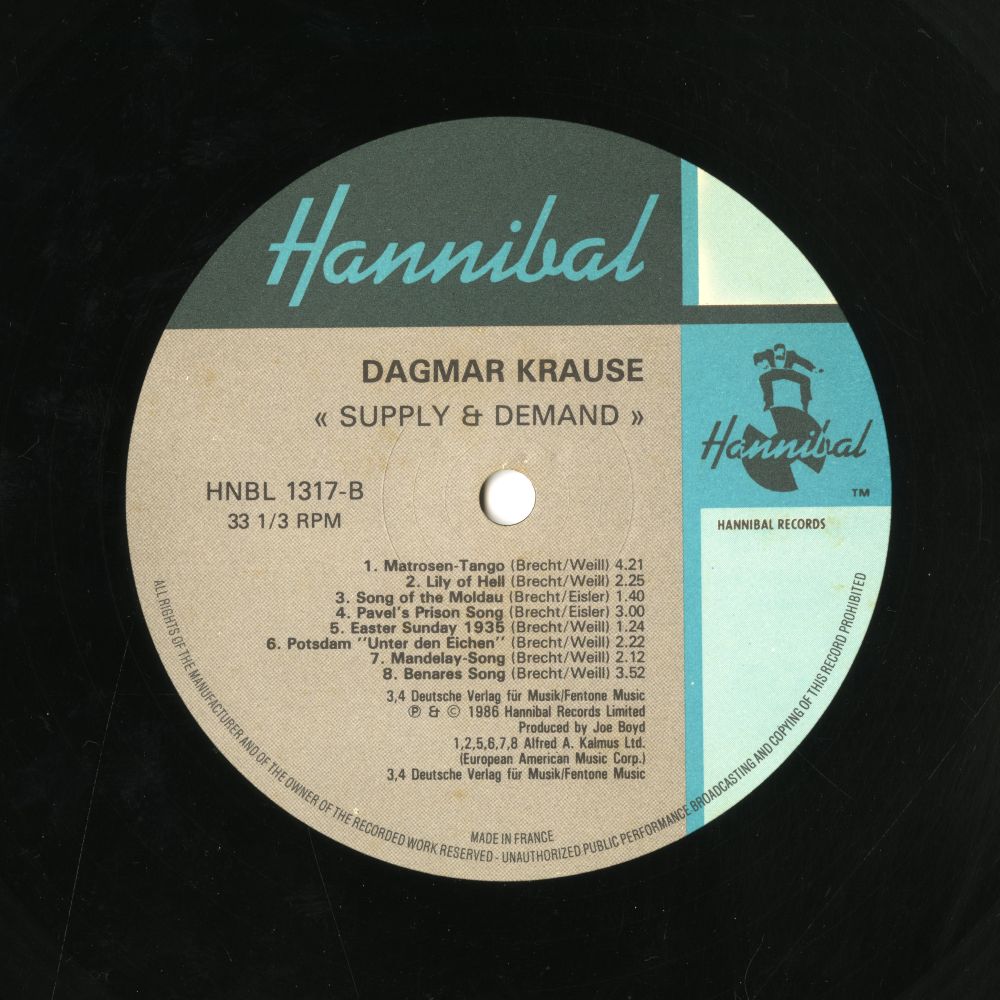 Hannibal
DAGMAR KRAUSE
« SUPPLY & DEMAND »
Hannibal
TM
HNBL 1317-B
33 1/3 RPM
HANNIBAL RECORDS
1. Matrosen-Tango (Brecht/Weill) 4.21
2. Lily of Hell (Brecht/Weill) 2.25
3. Song of the Moldau (Brecht/Eisler) 1.40
4. Pavel's Prison Song (Brecht/Eisler) 3.00
5. Easter Sunday 1935 (Brecht/Weill) 1.24
6. Potsdam "Unter den Eichen" (Brecht/Weill) 2.22
7. Mandelay-Song (Brecht/Weill) 2.12
8. Benares Song (Brecht/Weill) 3.52
3,4 Deutsche Verlag für Musik/Fentone Music
℗ & © 1986 Hannibal Records Limited
Produced by Joe Boyd
1,2,5,6,7,8 Alfred A. Kalmus Ltd.
(European American Music Corp.)
3,4 Deutsche Verlag für Musik/Fentone Music
MADE IN FRANCE
ALL RIGHTS OF THE MANUFACTURER AND OF THE OWNER OF THE RECORDED WORK RESERVED - UNAUTHORIZED PUBLIC PERFORMANCE BROADCASTING AND COPYING OF THIS RECORD PROHIBITED